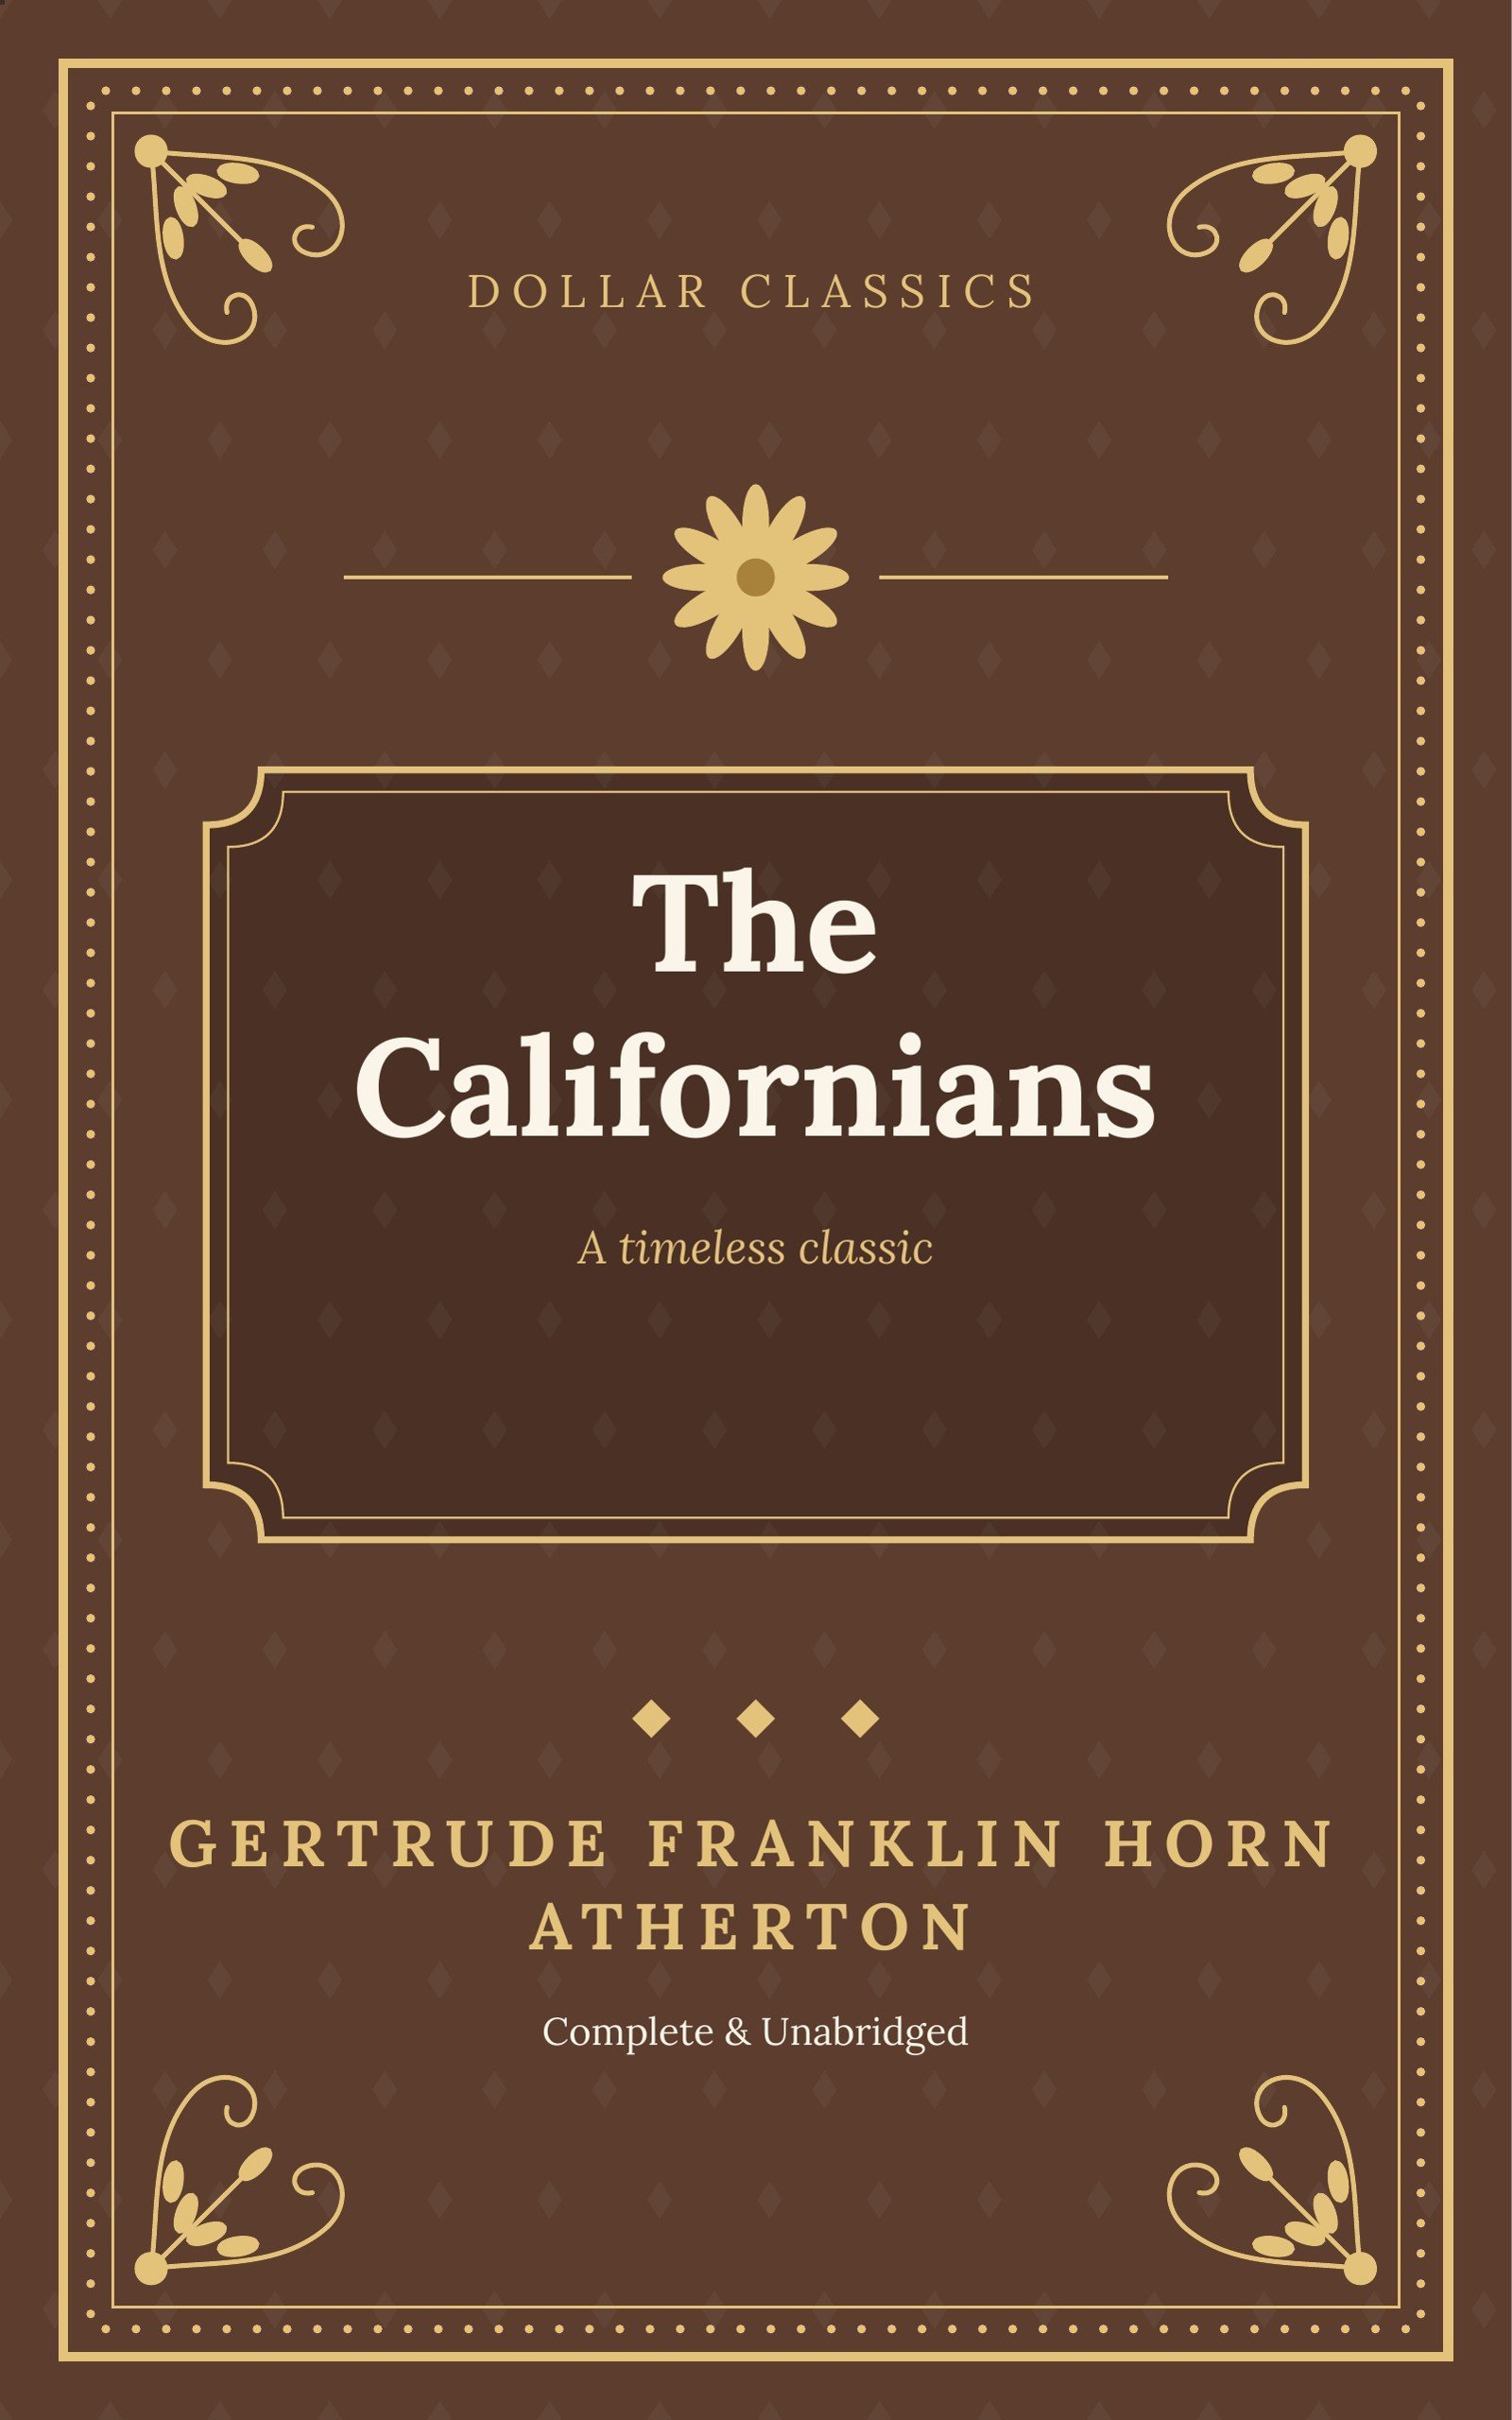 DOLLAR CLASSICS
The
Californians
A timeless classic
GERTRUDE FRANKLIN HORN
ATHERTON
Complete & Unabridged